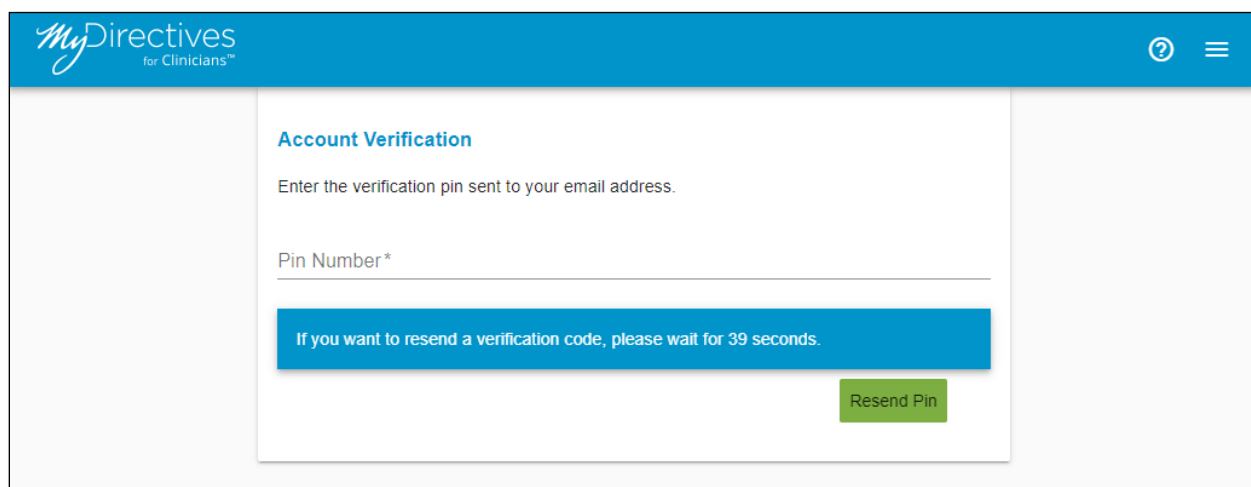 MyDirectives
for Clinicians™
Account Verification
Enter the verification pin sent to your email address.
Pin Number*
If you want to resend a verification code, please wait for 39 seconds.
Resend Pin